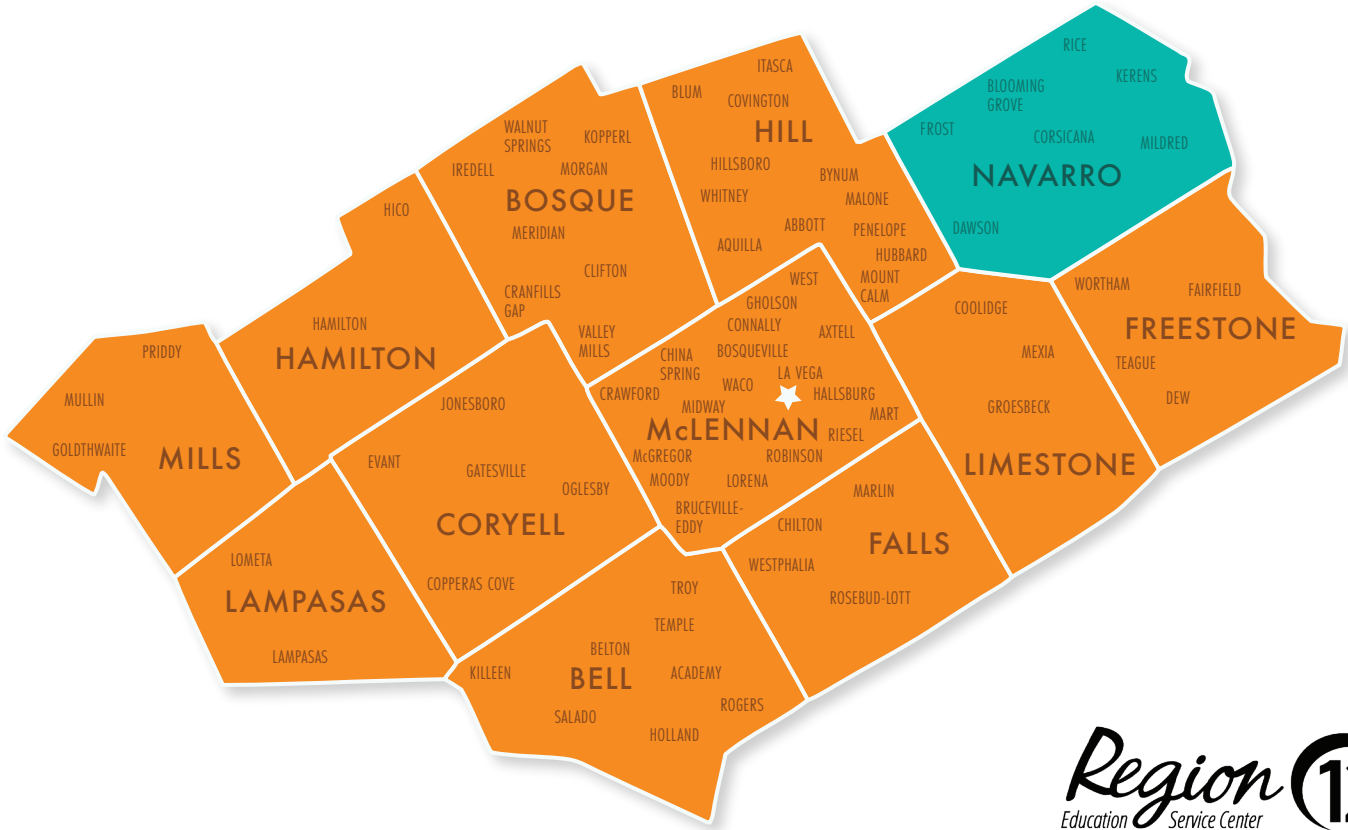 RICE
KERENS
BLOOMING
GROVE
FROST
CORSICANA
MILDRED
NAVARRO
DAWSON
ITASCA
BLUM
COVINGTON
HILL
HILLSBORO
BYNUM
WHITNEY
MALONE
ABBOTT
PENELOPE
AQUILLA
HUBBARD
MOUNT
CALM
WALNUT
SPRINGS
KOPPERL
IREDELL
MORGAN
BOSQUE
MERIDIAN
CLIFTON
CRANFILLS
GAP
VALLEY
MILLS
HICO
HAMILTON
HAMILTON
PRIDDY
MULLIN
GOLDTHWAITE
MILLS
WEST
GHOLSON
CONNALLY
AXTELL
CHINA
SPRING
BOSQUEVILLE
LA VEGA
WACO
CRAWFORD
HALLSBURG
MIDWAY
MART
McLENNAN
RIESEL
McGREGOR
ROBINSON
MOODY
LORENA
BRUCEVILLE-
EDDY
COOLIDGE
MEXIA
GROESBECK
LIMESTONE
WORTHAM
FAIRFIELD
FREESTONE
TEAGUE
DEW
JONESBORO
EVANT
GATESVILLE
OGLESBY
CORYELL
COPPERAS COVE
MARLIN
CHILTON
FALLS
WESTPHALIA
ROSEBUD-LOTT
LOMETA
LAMPASAS
LAMPASAS
TROY
TEMPLE
BELTON
KILLEEN
BELL
ACADEMY
ROGERS
SALADO
HOLLAND
Region
Education Service Center